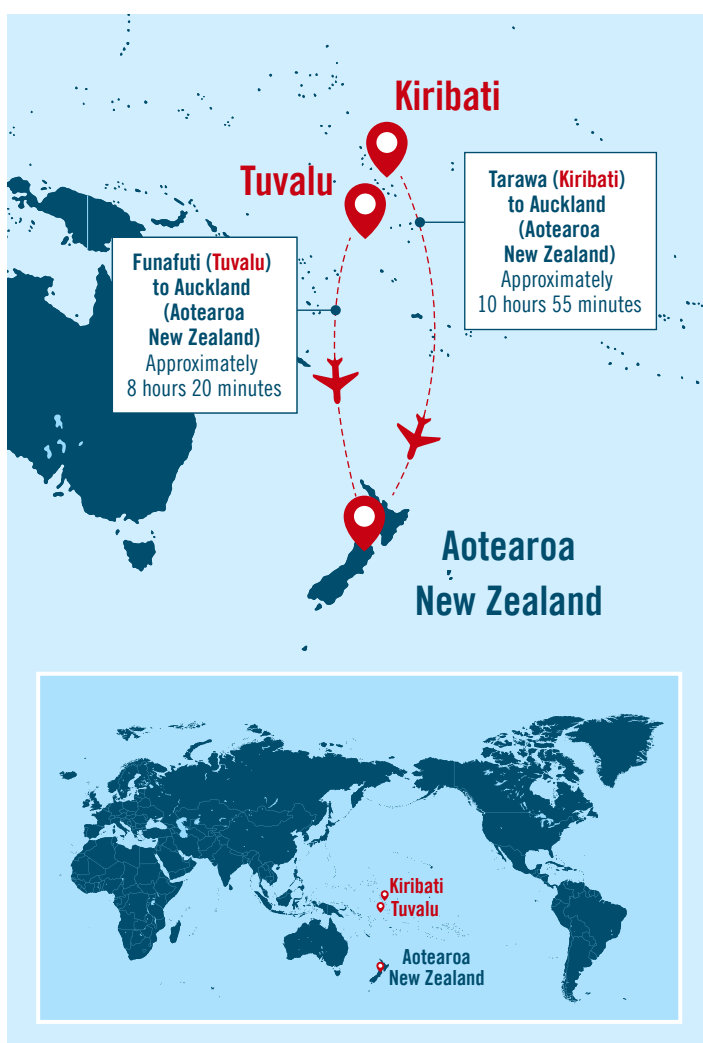 Kiribati
Tuvalu
Tarawa (Kiribati)
to Auckland
(Aotearoa
New Zealand)
Approximately
10 hours 55 minutes
Funafuti (Tuvalu)
to Auckland
(Aotearoa
New Zealand)
Approximately
8 hours 20 minutes
Aotearoa
New Zealand
Kiribati
Tuvalu
Aotearoa
New Zealand